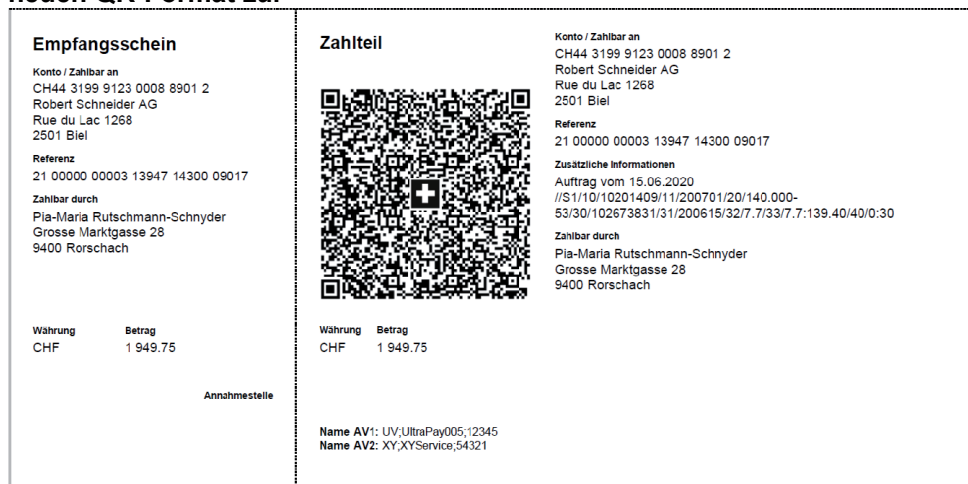 Empfangsschein
Konto / Zahlbar an
CH44 3199 9123 0008 8901 2
Robert Schneider AG
Rue du Lac 1268
2501 Biel
Referenz
21 00000 00003 13947 14300 09017
Zahlbar durch
Pia-Maria Rutschmann-Schnyder
Grosse Marktgasse 28
9400 Rorschach
Währung Betrag
CHF 1 949.75
Annahmestelle
Zahlteil
Währung Betrag
CHF 1 949.75
Name AV1: UV;UltraPay005;12345
Name AV2: XY;XYService;54321
Konto / Zahlbar an
CH44 3199 9123 0008 8901 2
Robert Schneider AG
Rue du Lac 1268
2501 Biel
Referenz
21 00000 00003 13947 14300 09017
Zusätzliche Informationen
Auftrag vom 15.06.2020
//S1/10/10201409/11/200701/20/140.000-
53/30/102673831/31/200615/32/7.7/33/7.7:139.40/40/0:30
Zahlbar durch
Pia-Maria Rutschmann-Schnyder
Grosse Marktgasse 28
9400 Rorschach